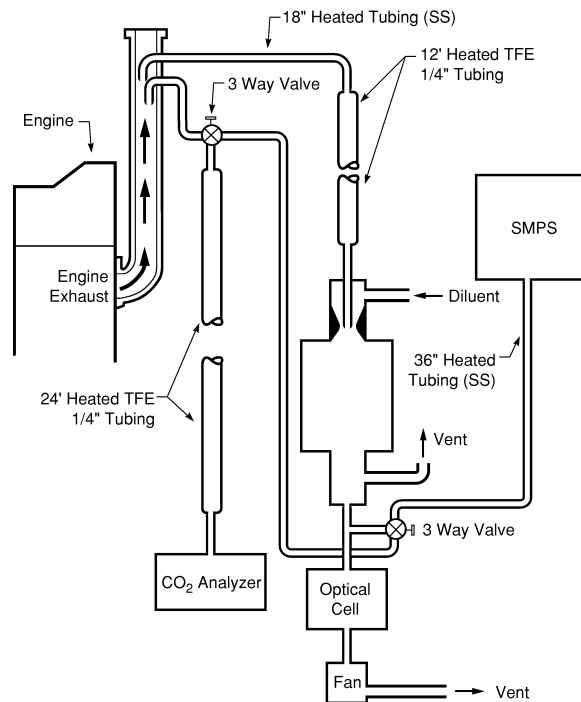 18" Heated Tubing (SS)
12' Heated TFE
1/4" Tubing
3 Way Valve
Engine
SMPS
Engine
Exhaust
Diluent
36" Heated
Tubing (SS)
24' Heated TFE
1/4" Tubing
Vent
3 Way Valve
CO₂ Analyzer
Optical
Cell
Fan
Vent